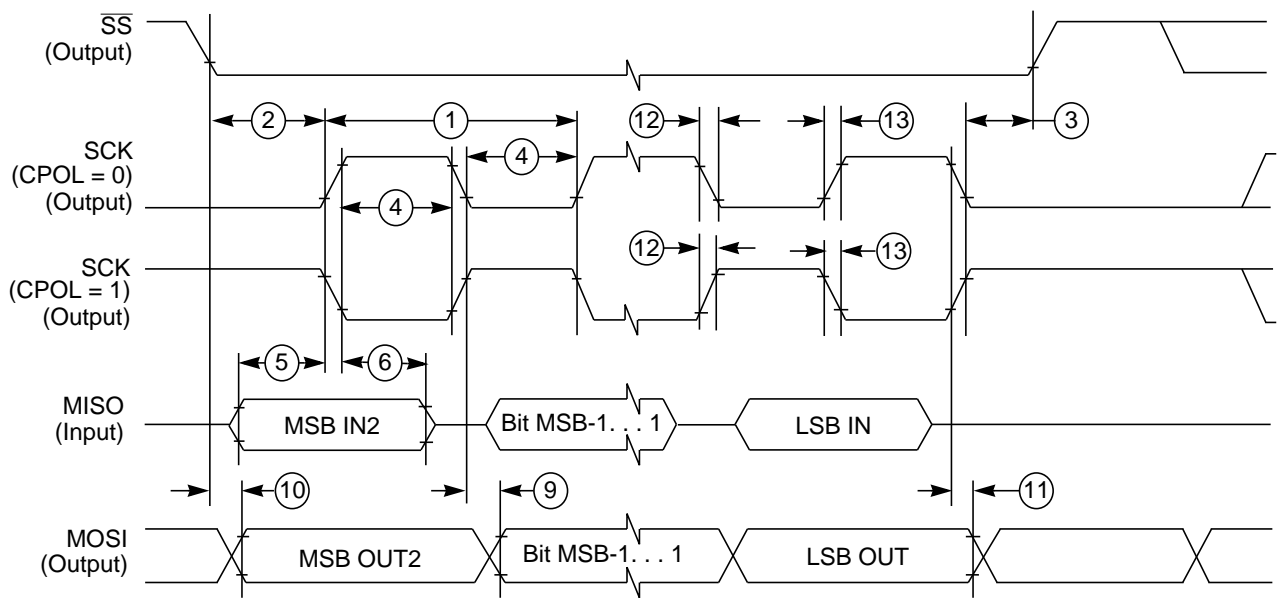 SS
(Output)
2
1
12
13
3
SCK
(CPOL = 0)
(Output)
4
4
12
13
SCK
(CPOL = 1)
(Output)
5
6
MISO
(Input)
MSB IN2
Bit MSB-1. . . 1
LSB IN
10
9
11
MOSI
(Output)
MSB OUT2
Bit MSB-1. . . 1
LSB OUT